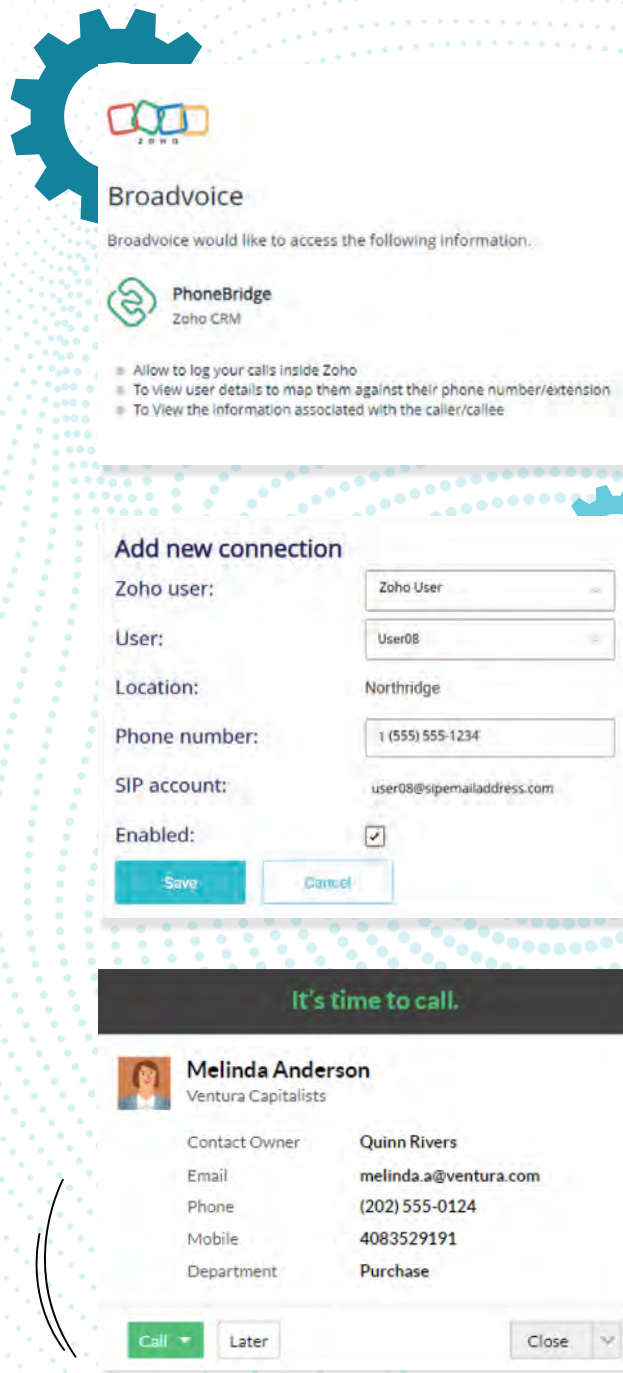 ZOHO
Broadvoice
Broadvoice would like to access the following information.
PhoneBridge
Zoho CRM
Allow to log your calls inside Zoho
To view user details to map them against their phone number/extension
To View the information associated with the caller/callee
Add new connection
Zoho user: Zoho User
User: User08
Location: Northridge
Phone number: 1 (555) 555-1234
SIP account: user08@sipemailaddress.com
Enabled:
Save Cancel
It's time to call.
Melinda Anderson
Ventura Capitalists
Contact Owner Quinn Rivers
Email melinda.a@ventura.com
Phone (202) 555-0124
Mobile 4083529191
Department Purchase
Call Later Close